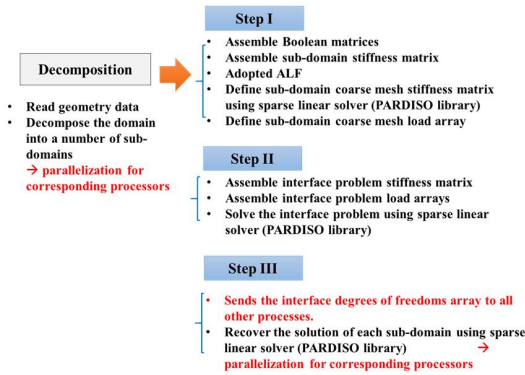 Decomposition
• Read geometry data
• Decompose the domain
into a number of sub-
domains
→ parallelization for
corresponding processors
Step I
• Assemble Boolean matrices
• Assemble sub-domain stiffness matrix
• Adopted ALF
• Define sub-domain coarse mesh stiffness matrix
using sparse linear solver (PARDISO library)
• Define sub-domain coarse mesh load array
Step II
• Assemble interface problem stiffness matrix
• Assemble interface problem load arrays
• Solve the interface problem using sparse linear
solver (PARDISO library)
Step III
• Sends the interface degrees of freedoms array to all
other processes.
• Recover the solution of each sub-domain using sparse
linear solver (PARDISO library) →
parallelization for corresponding processors